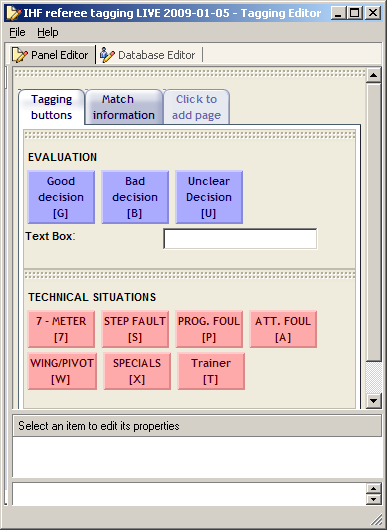 IHF referee tagging LIVE 2009-01-05 - Tagging Editor
File Help
Panel Editor Database Editor
Tagging buttons Match information Click to add page
EVALUATION
Good decision [G] Bad decision [B] Unclear Decision [U]
Text Box:
TECHNICAL SITUATIONS
7 - METER [7] STEP FAULT [S] PROG. FOUL [P] ATT. FOUL [A]
WING/PIVOT [W] SPECIALS [X] Trainer [T]
Select an item to edit its properties